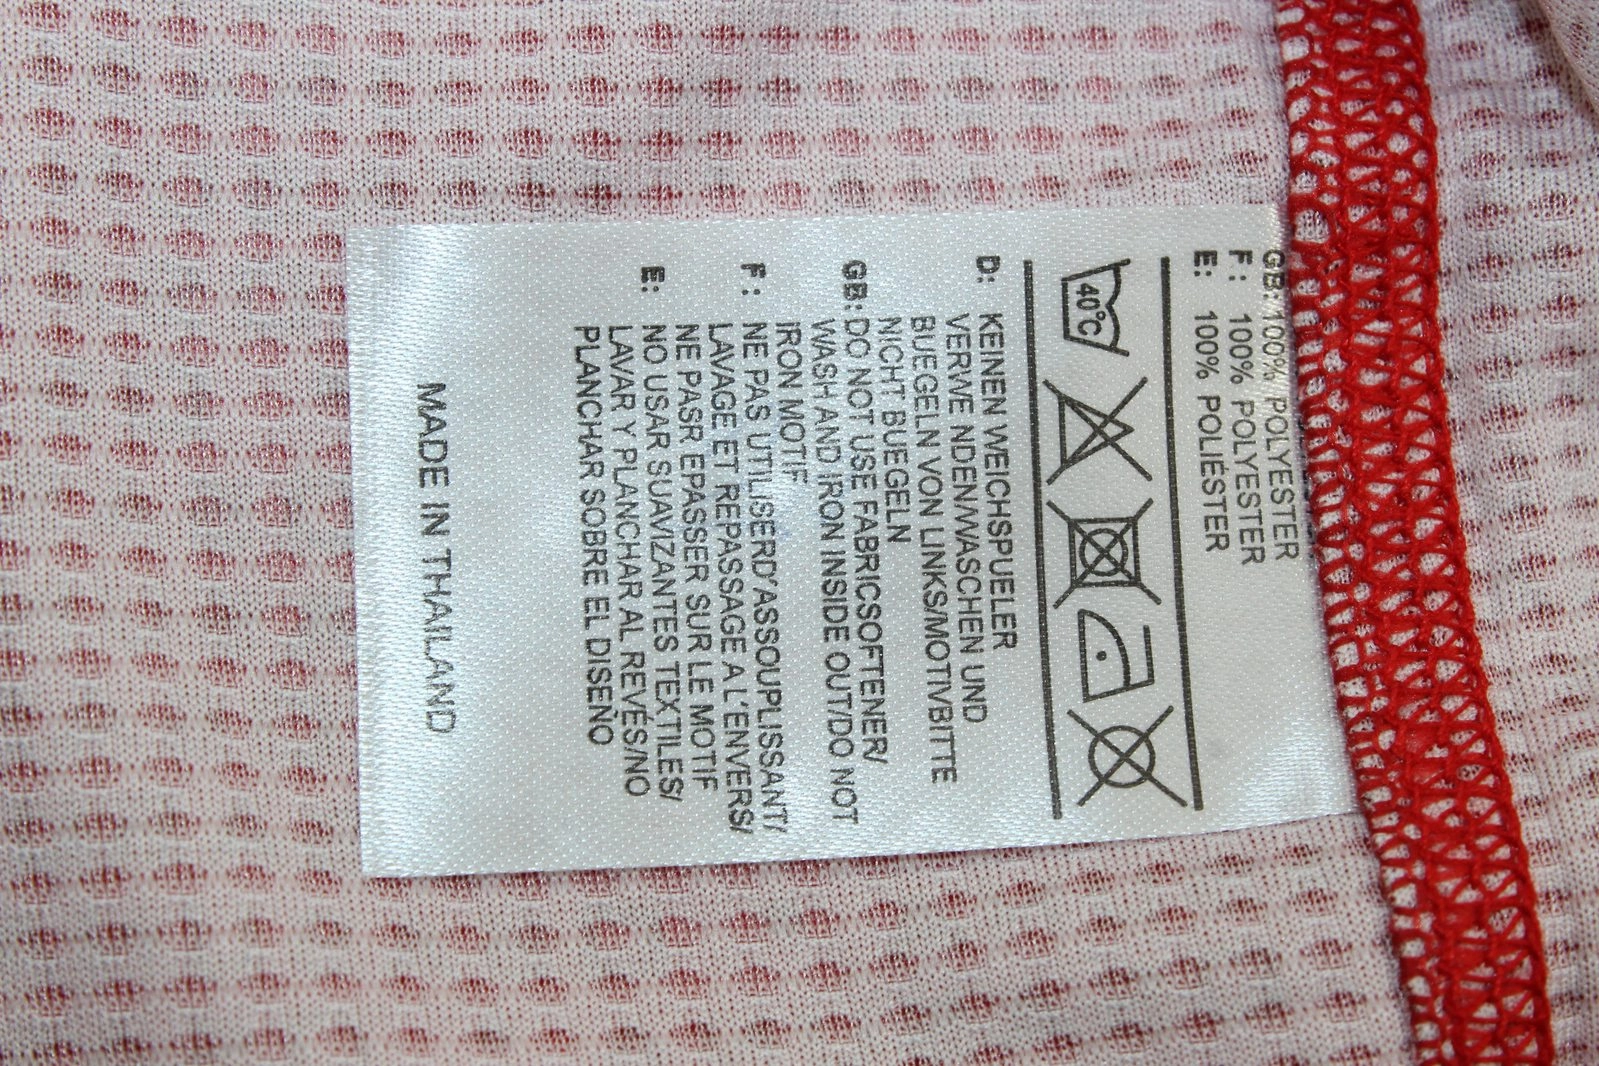 GB: 100% POLYESTER
F: 100% POLYESTER
E: 100% POLIÉSTER
40°C
D: KEINEN WEICHSPUELER
VERWE NDEN/WASCHEN UND
BUEGELN VON LINKS/MOTIV/BITTE
NICHT BUEGELN
GB: DO NOT USE FABRICSOFTENER/
WASH AND IRON INSIDE OUT/DO NOT
IRON MOTIF
F: NE PAS UTILISERD'ASSOUPLISSANT/
LAVAGE ET REPASSAGE A L'ENVERS/
NE PASR EPASSER SUR LE MOTIF
E: NO USAR SUAVIZANTES TEXTILES/
LAVAR Y PLANCHAR AL REVÉS/NO
PLANCHAR SOBRE EL DISEÑO
MADE IN THAILAND